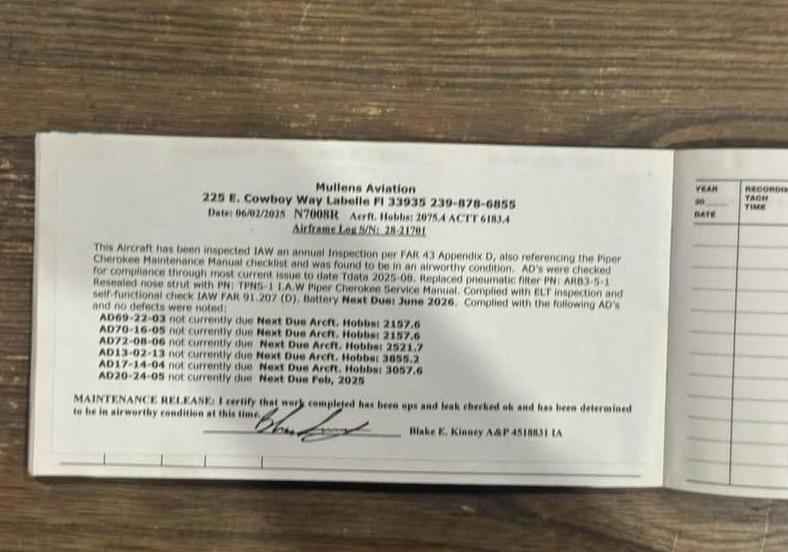 Mullens Aviation
225 E. Cowboy Way Labelle Fl 33935 239-878-6855
Date: 06/02/2025 N7008R Acrft. Hobbs: 2075.4 ACTT 6183.4
Airframe Log S/N: 28-21701
This Aircraft has been inspected IAW an annual Inspection per FAR 43 Appendix D, also referencing the Piper
Cherokee Maintenance Manual checklist and was found to be in an airworthy condition. AD's were checked
for compliance through most current issue to date Tdata 2025-08. Replaced pneumatic filter PN: ARB3-5-1
Resealed nose strut with PN: TPNS-1 I.A.W Piper Cherokee Service Manual. Complied with ELT inspection and
self-functional check IAW FAR 91.207 (D). Battery Next Due: June 2026. Complied with the following AD's
and no defects were noted:
AD69-22-03 not currently due Next Due Arcft. Hobbs: 2157.6
AD70-16-05 not currently due Next Due Arcft. Hobbs: 2157.6
AD72-08-06 not currently due Next Due Arcft. Hobbs: 2521.7
AD13-02-13 not currently due Next Due Arcft. Hobbs: 3855.2
AD17-14-04 not currently due Next Due Arcft. Hobbs: 3057.6
AD20-24-05 not currently due Next Due Feb, 2025
MAINTENANCE RELEASE: I certify that work completed has been ops and leak checked ok and has been determined
to be in airworthy condition at this time.
Blake E. Kinney A&P 4518831 IA
YEAR
20
DATE
RECORDIN
TACH
TIME